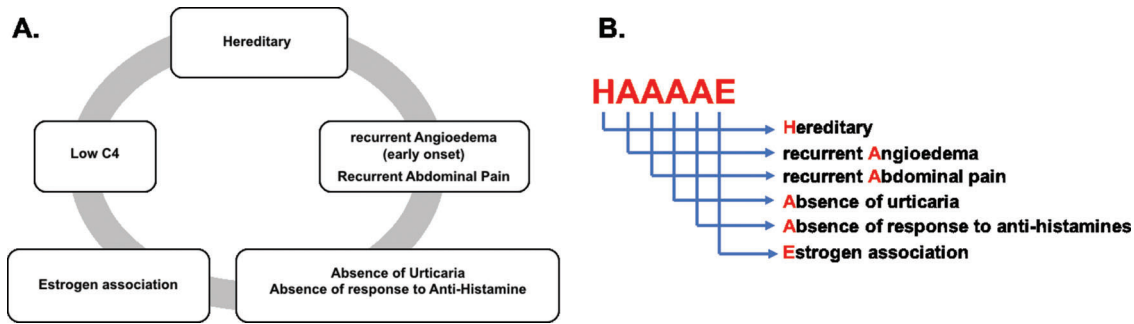 A.
Hereditary
Low C4
recurrent Angioedema
(early onset)
Recurrent Abdominal Pain
Estrogen association
Absence of Urticaria
Absence of response to Anti-Histamine
B.
HAAAAE
Hereditary
recurrent Angioedema
recurrent Abdominal pain
Absence of urticaria
Absence of response to anti-histamines
Estrogen association